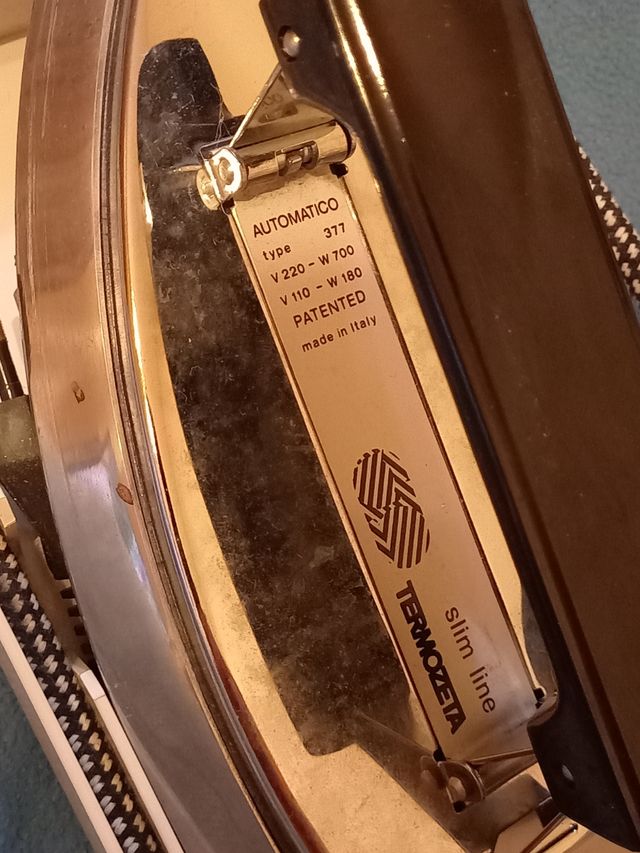 AUTOMATICO
type 377
V 220 - W 700
V 110 - W 180
PATENTED
made in Italy
slim line
TERMOZETA